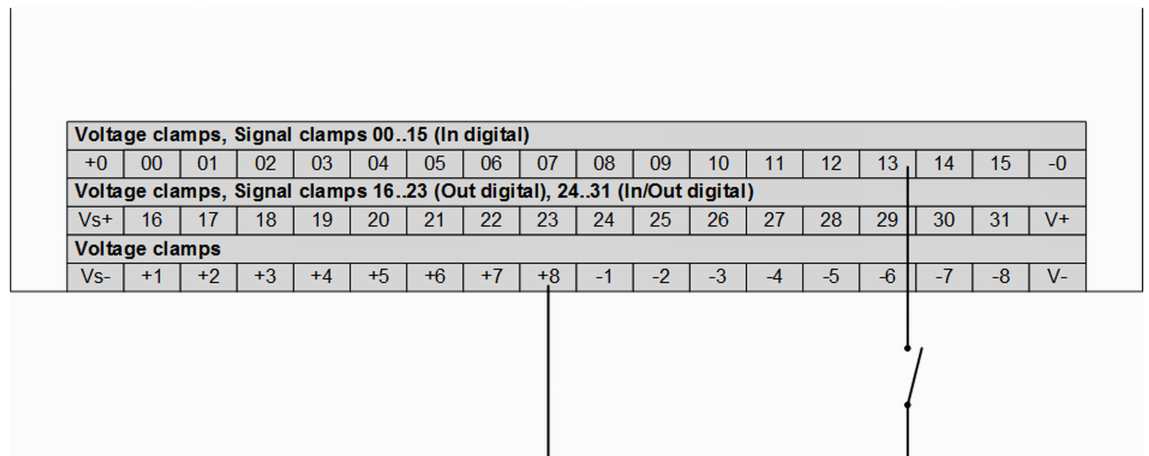 Voltage clamps, Signal clamps 00..15 (In digital)
+0 00 01 02 03 04 05 06 07 08 09 10 11 12 13 14 15 -0
Voltage clamps, Signal clamps 16..23 (Out digital), 24..31 (In/Out digital)
Vs+ 16 17 18 19 20 21 22 23 24 25 26 27 28 29 30 31 V+
Voltage clamps
Vs- +1 +2 +3 +4 +5 +6 +7 +8 -1 -2 -3 -4 -5 -6 -7 -8 V-